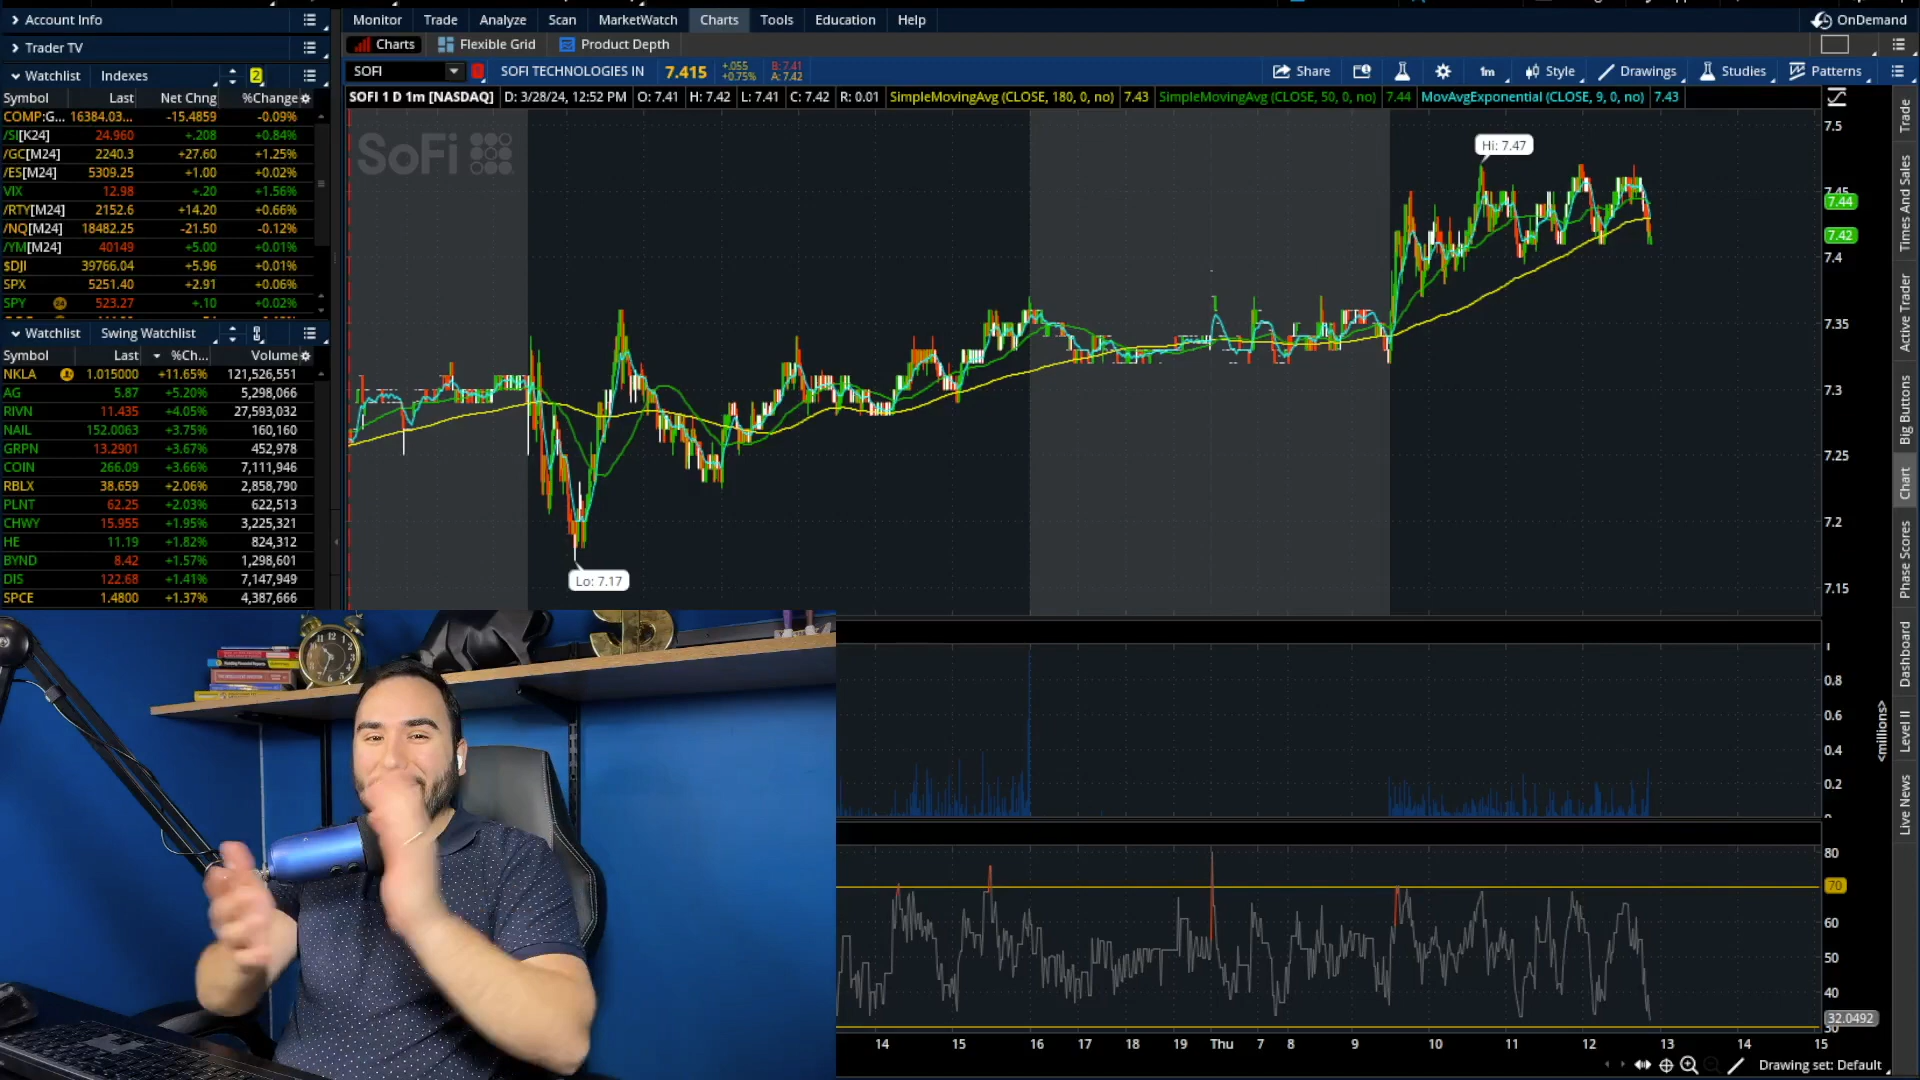 Account Info
Monitor Trade Analyze Scan MarketWatch Charts Tools Education Help OnDemand
Trader TV
Charts Flexible Grid Product Depth
Watchlist Indexes 2
SOFI SOFI TECHNOLOGIES IN 7.415 +.055 +0.75% B: 7.41 A: 7.42 Share 1m Style Drawings Studies Patterns
Symbol Last Net Chng %Change
SOFI 1 D 1m [NASDAQ] D: 3/28/24, 12:52 PM O: 7.41 H: 7.42 L: 7.41 C: 7.42 R: 0.01 SimpleMovingAvg (CLOSE, 180, 0, no) 7.43 SimpleMovingAvg (CLOSE, 50, 0, no) 7.44 MovAvgExponential (CLOSE, 9, 0, no) 7.43
COMP:G... 16384.03... -15.4859 -0.09%
/SI[K24] 24.960 +.208 +0.84%
/GC[M24] 2240.3 +27.60 +1.25%
/ES[M24] 5309.25 +1.00 +0.02%
VIX 12.98 +.20 +1.56%
/RTY[M24] 2152.6 +14.20 +0.66%
/NQ[M24] 18482.25 -21.50 -0.12%
/YM[M24] 40149 +5.00 +0.01%
$DJI 39766.04 +5.96 +0.01%
SPX 5251.40 +2.91 +0.06%
SPY 24 523.27 +.10 +0.02%
Watchlist Swing Watchlist
Symbol Last %Ch... Volume
NKLA 1.015000 +11.65% 121,526,551
AG 5.87 +5.20% 5,298,066
RIVN 11.435 +4.05% 27,593,032
NAIL 152.0063 +3.75% 160,160
GRPN 13.2901 +3.67% 452,978
COIN 266.09 +3.66% 7,111,946
RBLX 38.659 +2.06% 2,858,790
PLNT 62.25 +2.03% 622,513
CHWY 15.955 +1.95% 3,225,321
HE 11.19 +1.82% 824,312
BYND 8.42 +1.57% 1,298,601
DIS 122.68 +1.41% 7,147,949
SPCE 1.4800 +1.37% 4,387,666
SoFi
Hi: 7.47
Lo: 7.17
7.5
7.45
7.44
7.42
7.4
7.35
7.3
7.25
7.2
7.15
1
0.8
0.6
0.4
0.2
0
<millions>
80
70
60
50
40
32.0492
30
14 15 16 17 18 19 Thu 7 8 9 10 11 12 13 14 15
Drawing set: Default
Trade
Times And Sales
Active Trader
Big Buttons
Chart
Phase Scores
Dashboard
Level II
Live News